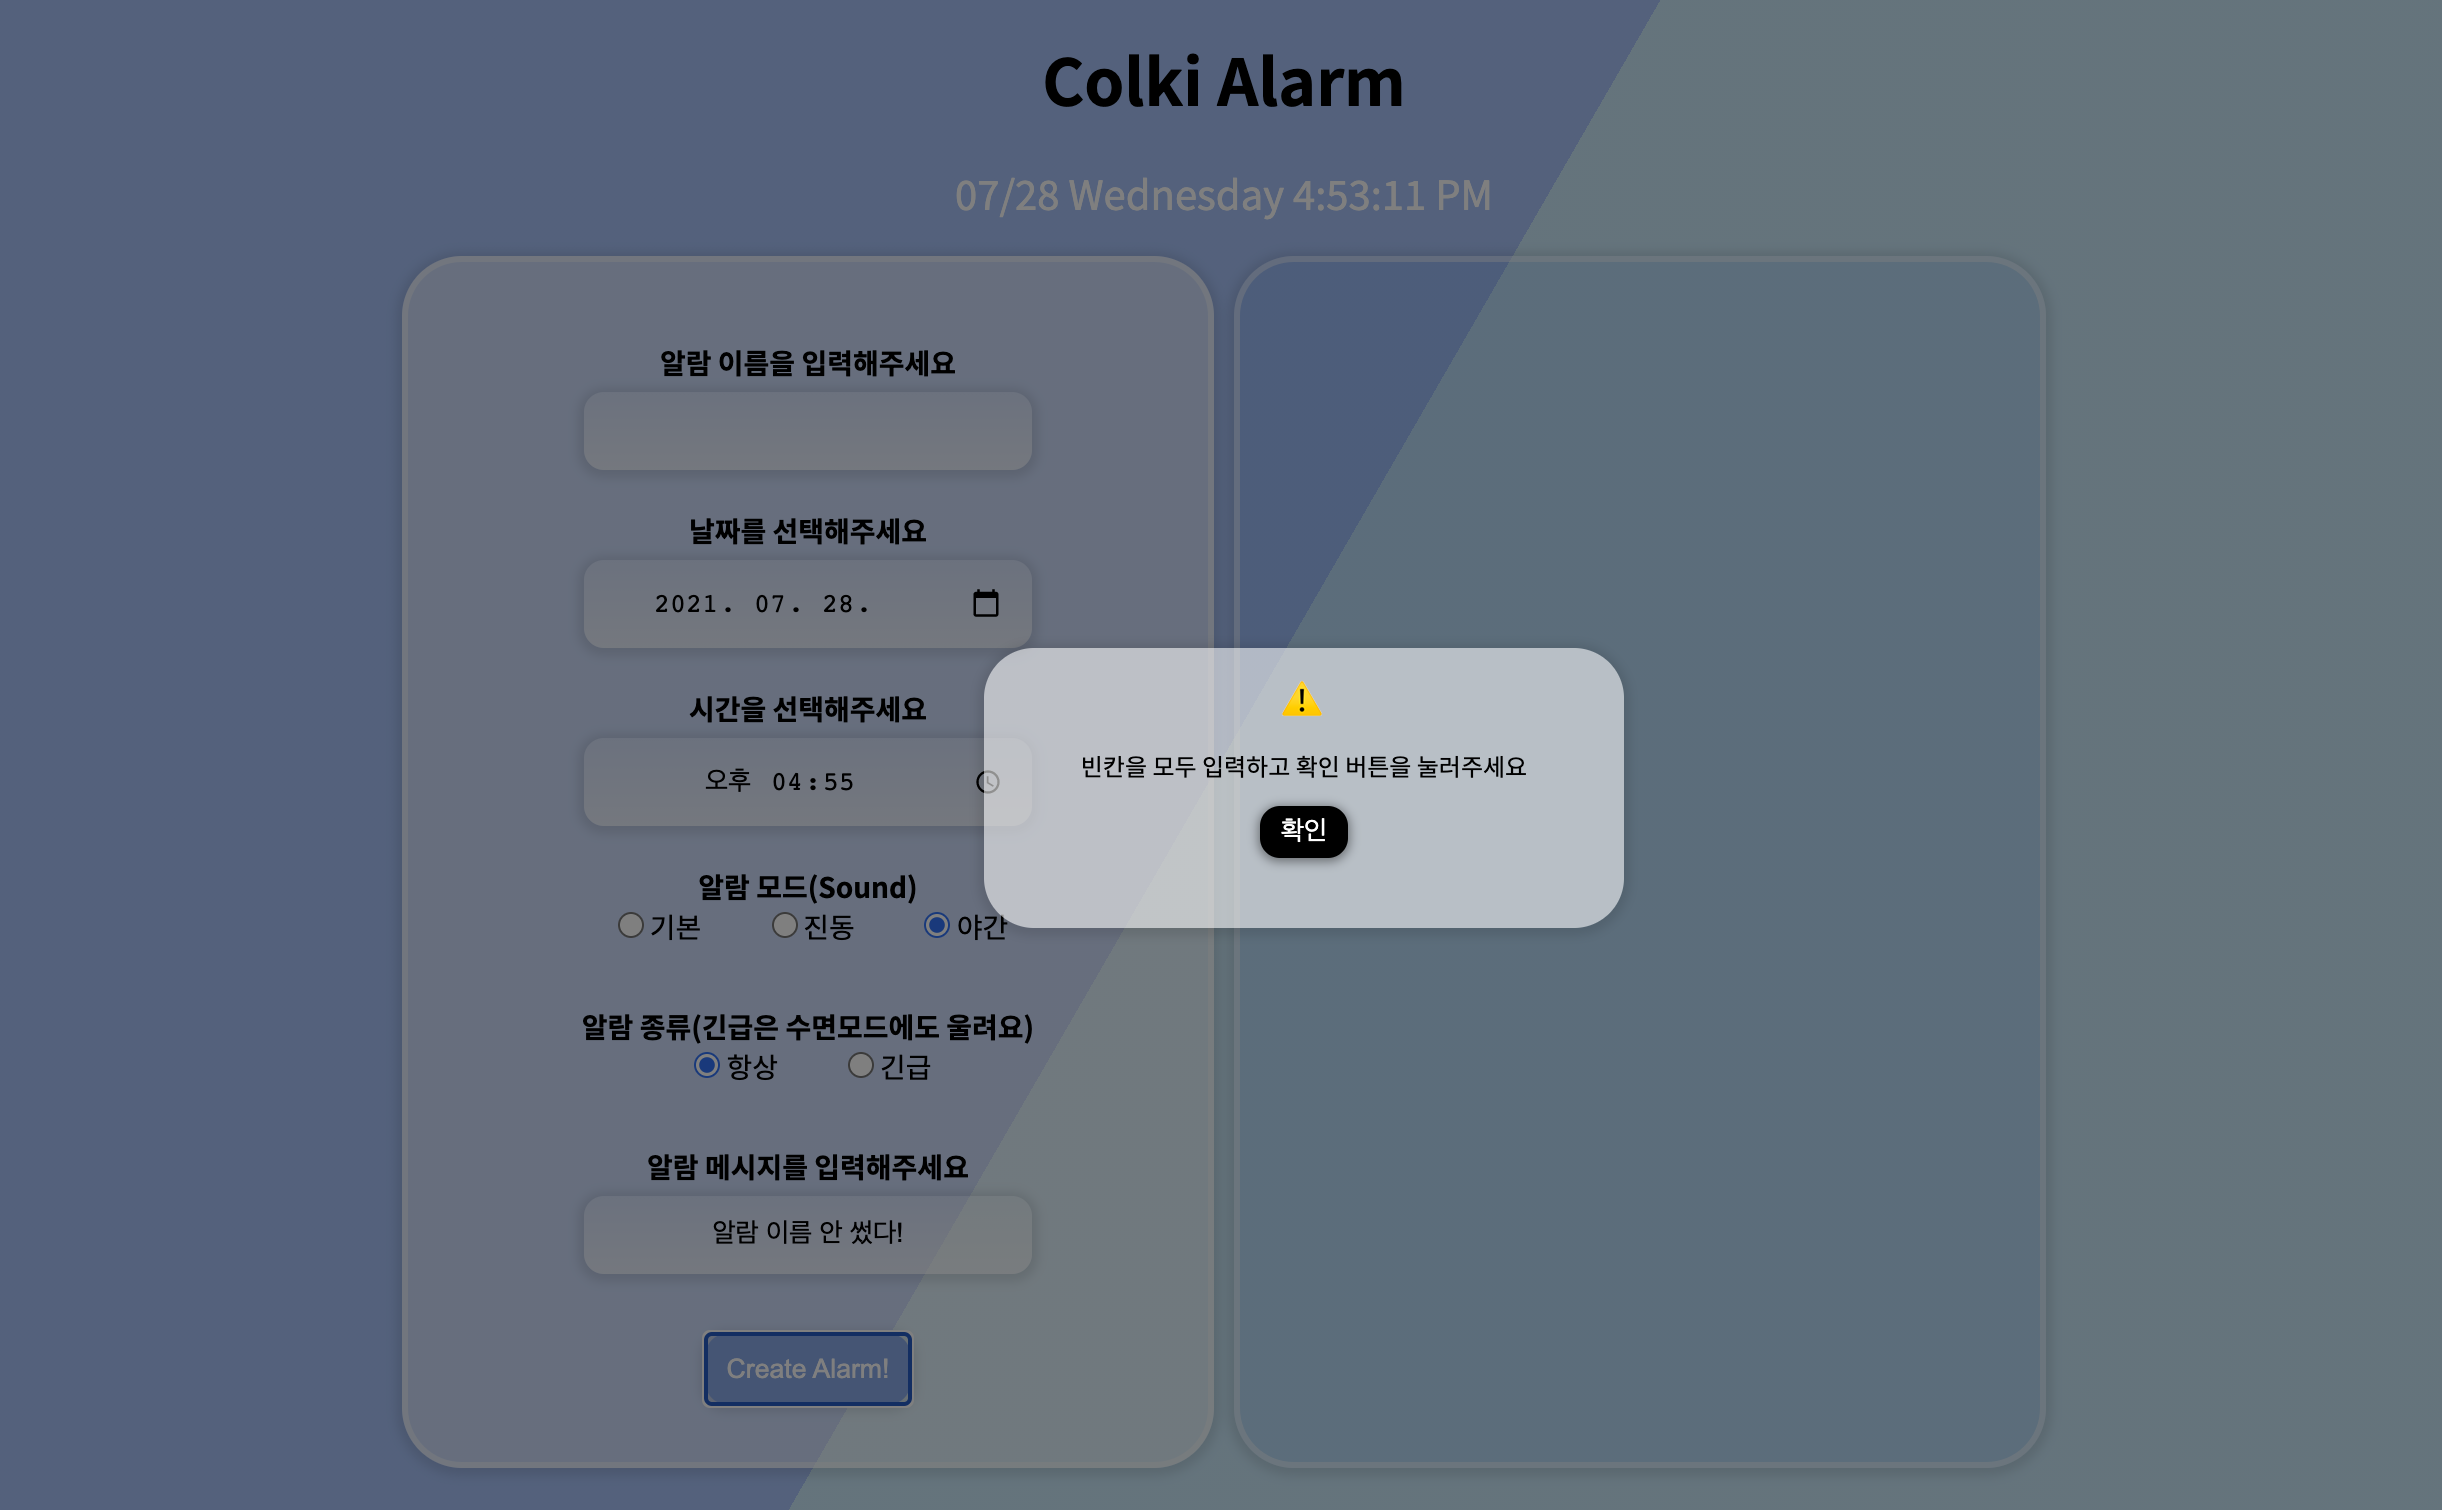 Colki Alarm
07/28 Wednesday 4:53:11 PM
알람 이름을 입력해주세요
날짜를 선택해주세요
2021. 07. 28.
시간을 선택해주세요
오후 04:55
알람 모드(Sound)
기본 진동 야간
알람 종류(긴급은 수면모드에도 울려요)
항상 긴급
알람 메시지를 입력해주세요
알람 이름 안 썼다!
Create Alarm!
빈칸을 모두 입력하고 확인 버튼을 눌러주세요
확인